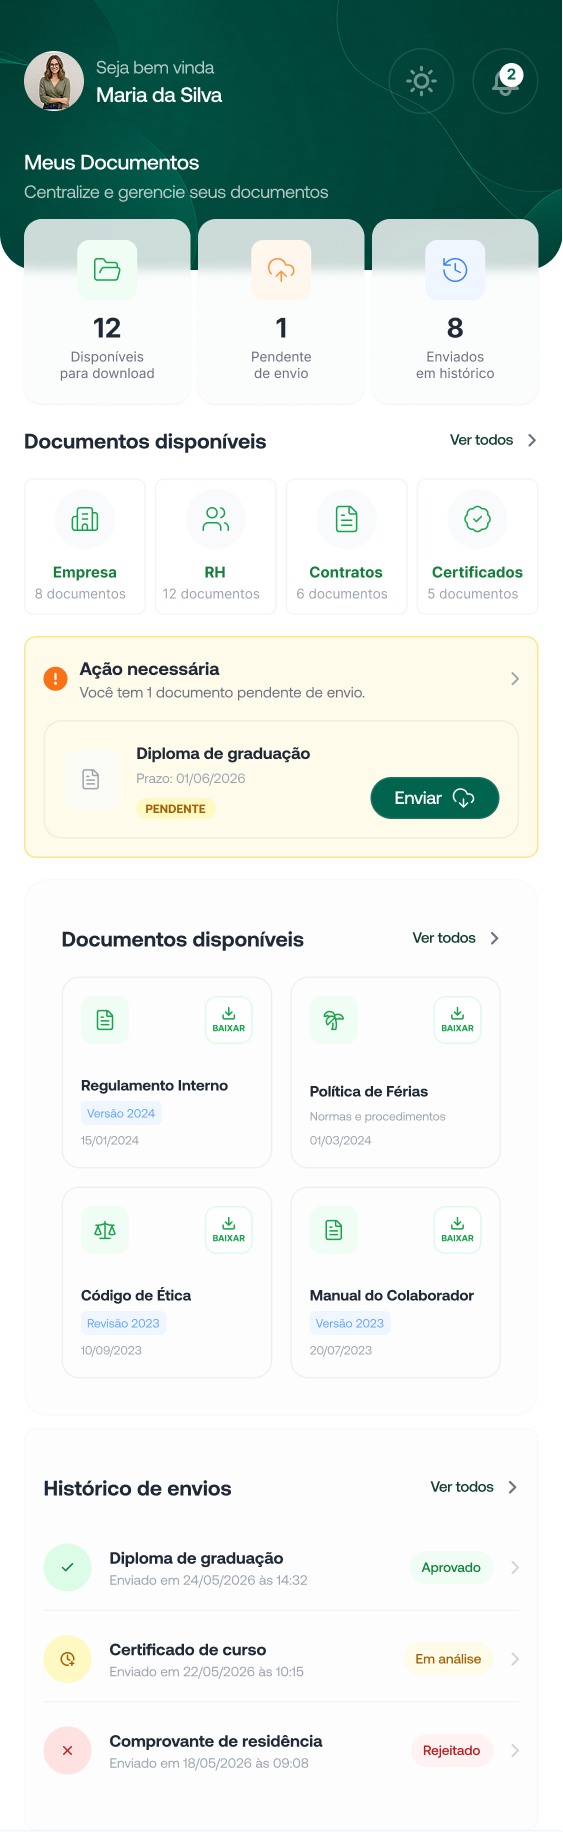 Seja bem vinda
Maria da Silva
2
Meus Documentos
Centralize e gerencie seus documentos
12
Disponíveis
para download
1
Pendente
de envio
8
Enviados
em histórico
Documentos disponíveis
Ver todos
Empresa
8 documentos
RH
12 documentos
Contratos
6 documentos
Certificados
5 documentos
Ação necessária
Você tem 1 documento pendente de envio.
Diploma de graduação
Prazo: 01/06/2026
PENDENTE
Enviar
Documentos disponíveis
Ver todos
BAIXAR
Regulamento Interno
Versão 2024
15/01/2024
BAIXAR
Política de Férias
Normas e procedimentos
01/03/2024
BAIXAR
Código de Ética
Revisão 2023
10/09/2023
BAIXAR
Manual do Colaborador
Versão 2023
20/07/2023
Histórico de envios
Ver todos
Diploma de graduação
Enviado em 24/05/2026 às 14:32
Aprovado
Certificado de curso
Enviado em 22/05/2026 às 10:15
Em análise
Comprovante de residência
Enviado em 18/05/2026 às 09:08
Rejeitado